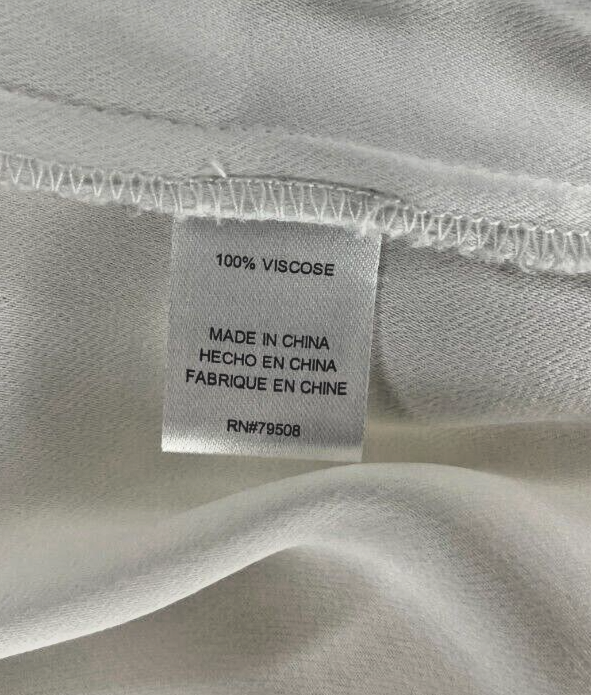 100% VISCOSE
MADE IN CHINA
HECHO EN CHINA
FABRIQUE EN CHINE
RN#79508